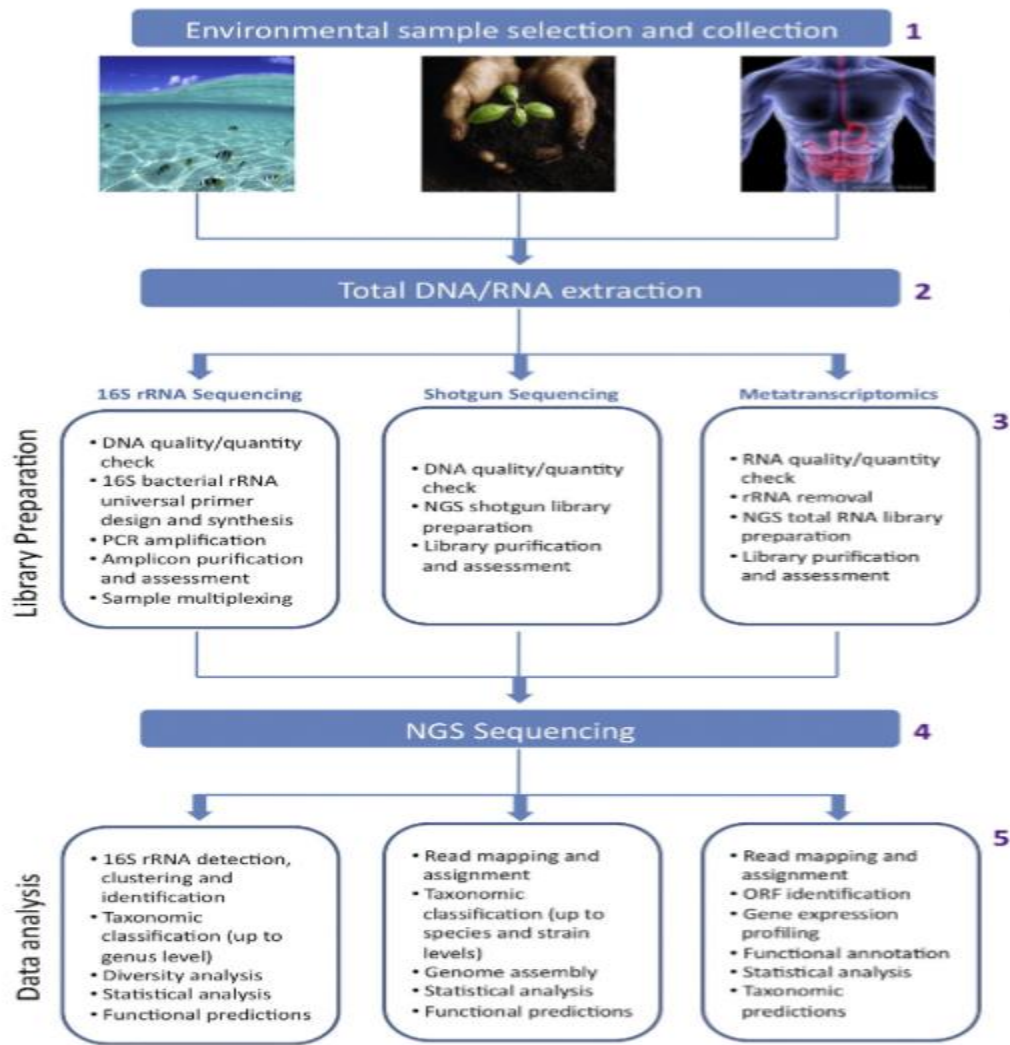 Environmental sample selection and collection 1
Total DNA/RNA extraction 2
16S rRNA Sequencing
Shotgun Sequencing
Metatranscriptomics
Library Preparation
• DNA quality/quantity
check
• 16S bacterial rRNA
universal primer
design and synthesis
• PCR amplification
• Amplicon purification
and assessment
• Sample multiplexing
• DNA quality/quantity
check
• NGS shotgun library
preparation
• Library purification
and assessment
3
• RNA quality/quantity
check
• rRNA removal
• NGS total RNA library
preparation
• Library purification
and assessment
NGS Sequencing 4
Data analysis
• 16S rRNA detection,
clustering and
identification
• Taxonomic
classification (up to
genus level)
• Diversity analysis
• Statistical analysis
• Functional predictions
• Read mapping and
assignment
• Taxonomic
classification (up to
species and strain
levels)
• Genome assembly
• Statistical analysis
• Functional predictions
5
• Read mapping and
assignment
• ORF identification
• Gene expression
profiling
• Functional annotation
• Statistical analysis
• Taxonomic
predictions